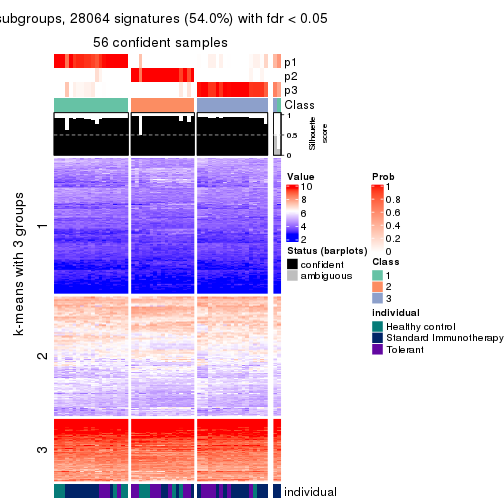 subgroups, 28064 signatures (54.0%) with fdr < 0.05
56 confident samples
p1
p2
p3
Class
1
0.5
0
Silhouette
score
k-means with 3 groups
1
2
3
individual
Value
10
8
6
4
2
Status (barplots)
confident
ambiguous
Prob
1
0.8
0.6
0.4
0.2
0
Class
1
2
3
individual
Healthy control
Standard Immunotherapy
Tolerant